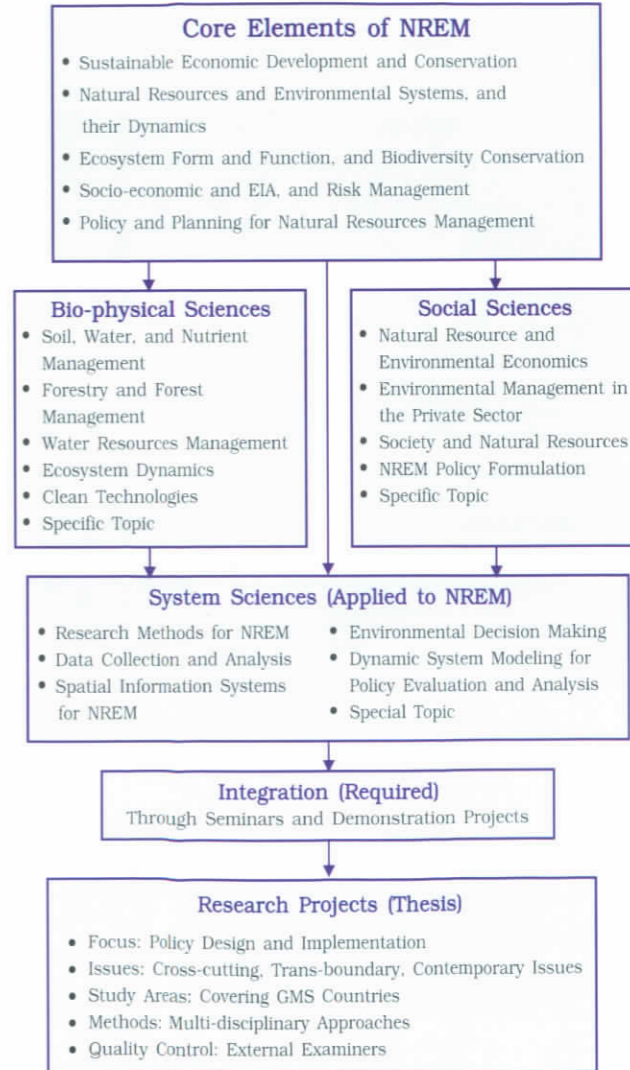 Core Elements of NREM
• Sustainable Economic Development and Conservation
• Natural Resources and Environmental Systems, and
their Dynamics
• Ecosystem Form and Function, and Biodiversity Conservation
• Socio-economic and EIA, and Risk Management
• Policy and Planning for Natural Resources Management
Bio-physical Sciences
• Soil, Water, and Nutrient
Management
• Forestry and Forest
Management
• Water Resources Management
• Ecosystem Dynamics
• Clean Technologies
• Specific Topic
Social Sciences
• Natural Resource and
Environmental Economics
• Environmental Management in
the Private Sector
• Society and Natural Resources
• NREM Policy Formulation
• Specific Topic
System Sciences (Applied to NREM)
• Research Methods for NREM
• Data Collection and Analysis
• Spatial Information Systems
for NREM
• Environmental Decision Making
• Dynamic System Modeling for
Policy Evaluation and Analysis
• Special Topic
Integration (Required)
Through Seminars and Demonstration Projects
Research Projects (Thesis)
• Focus: Policy Design and Implementation
• Issues: Cross-cutting, Trans-boundary, Contemporary Issues
• Study Areas: Covering GMS Countries
• Methods: Multi-disciplinary Approaches
• Quality Control: External Examiners